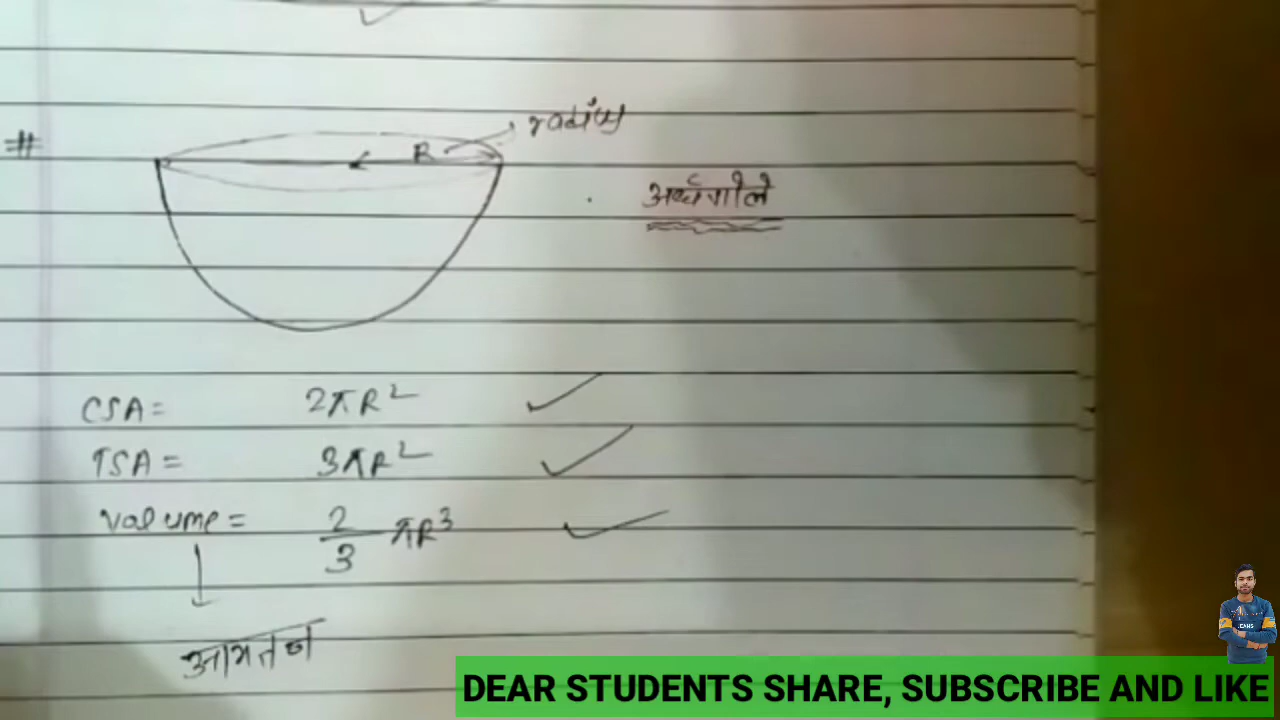 #
R
radius
अर्धगोले
CSA = 2πR²
TSA = 3πR²
Volume = 2/3 πR³
आयतन
DEAR STUDENTS SHARE, SUBSCRIBE AND LIKE